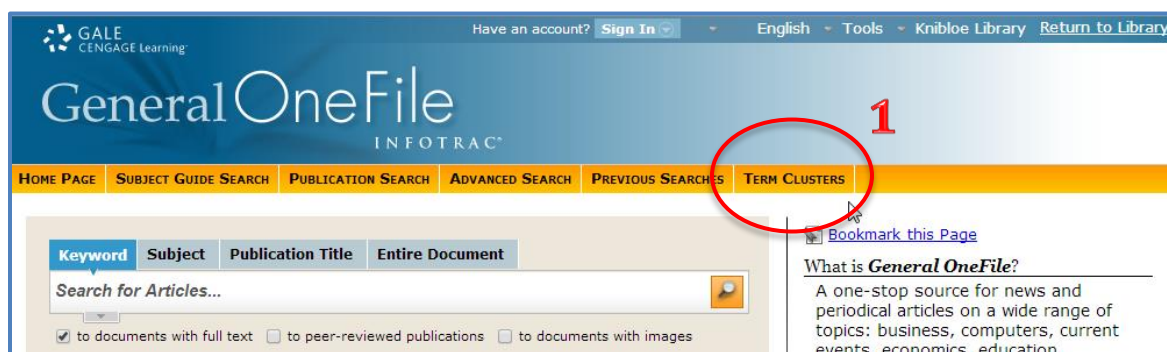 GALE
CENGAGE Learning
Have an account? Sign In English Tools Knibloe Library Return to Library
General OneFile
INFOTRAC
1
HOME PAGE SUBJECT GUIDE SEARCH PUBLICATION SEARCH ADVANCED SEARCH PREVIOUS SEARCHES TERM CLUSTERS
Keyword Subject Publication Title Entire Document
Search for Articles...
to documents with full text to peer-reviewed publications to documents with images
Bookmark this Page
What is General OneFile?
A one-stop source for news and
periodical articles on a wide range of
topics: business, computers, current
events, economics, education